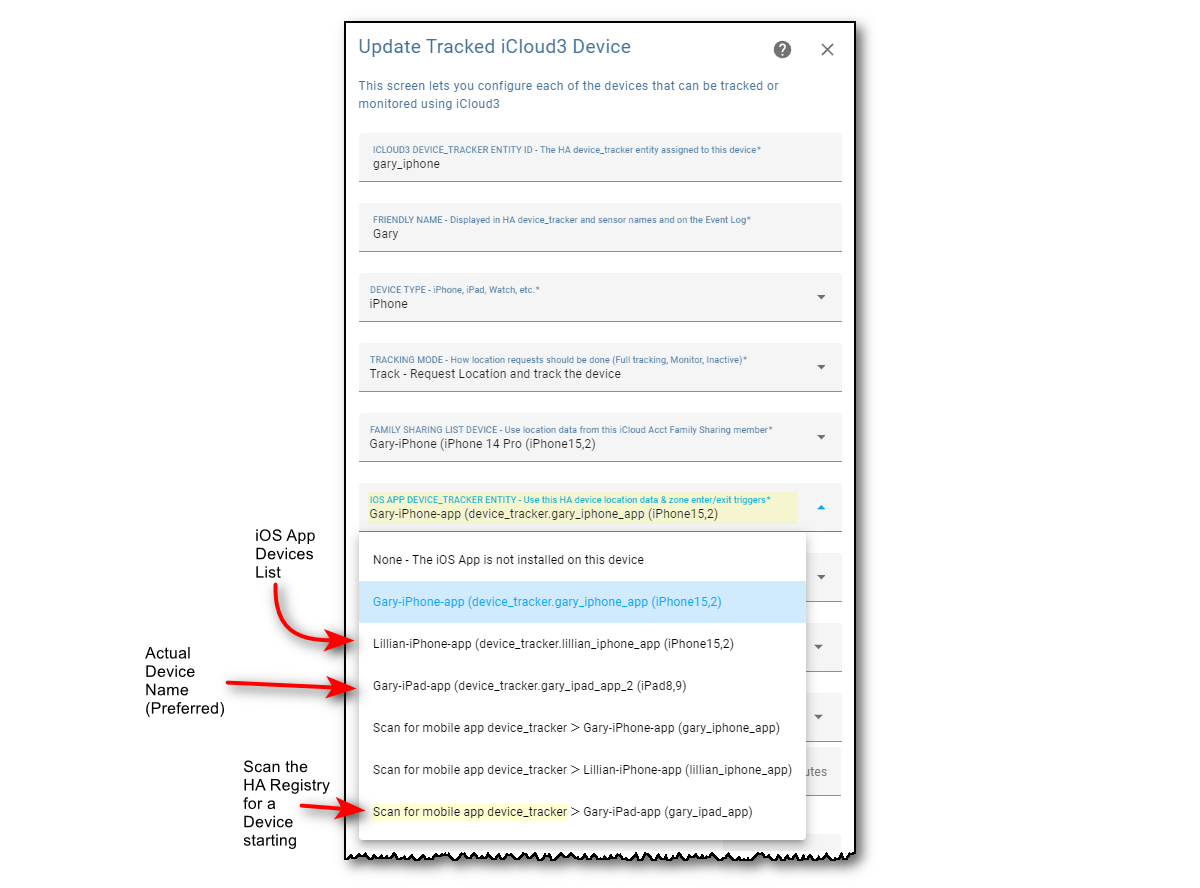 Update Tracked iCloud3 Device
?
This screen lets you configure each of the devices that can be tracked or
monitored using iCloud3
ICLOUD3 DEVICE_TRACKER ENTITY ID - The HA device_tracker entity assigned to this device*
gary_iphone
FRIENDLY NAME - Displayed in HA device_tracker and sensor names and on the Event Log*
Gary
DEVICE TYPE - iPhone, iPad, Watch, etc.*
iPhone
TRACKING MODE - How location requests should be done (Full tracking, Monitor, Inactive)*
Track - Request Location and track the device
FAMILY SHARING LIST DEVICE - Use location data from this iCloud Acct Family Sharing member*
Gary-iPhone (iPhone 14 Pro (iPhone15,2)
IOS APP DEVICE_TRACKER ENTITY - Use this HA device location data & zone enter/exit triggers*
Gary-iPhone-app (device_tracker.gary_iphone_app (iPhone15,2)
None - The iOS App is not installed on this device
Gary-iPhone-app (device_tracker.gary_iphone_app (iPhone15,2)
Lillian-iPhone-app (device_tracker.lillian_iphone_app (iPhone15,2)
Gary-iPad-app (device_tracker.gary_ipad_app_2 (iPad8,9)
Scan for mobile app device_tracker > Gary-iPhone-app (gary_iphone_app)
Scan for mobile app device_tracker > Lillian-iPhone-app (lillian_iphone_app)
Scan for mobile app device_tracker > Gary-iPad-app (gary_ipad_app)
iOS App
Devices
List
Actual
Device
Name
(Preferred)
Scan the
HA Registry
for a
Device
starting